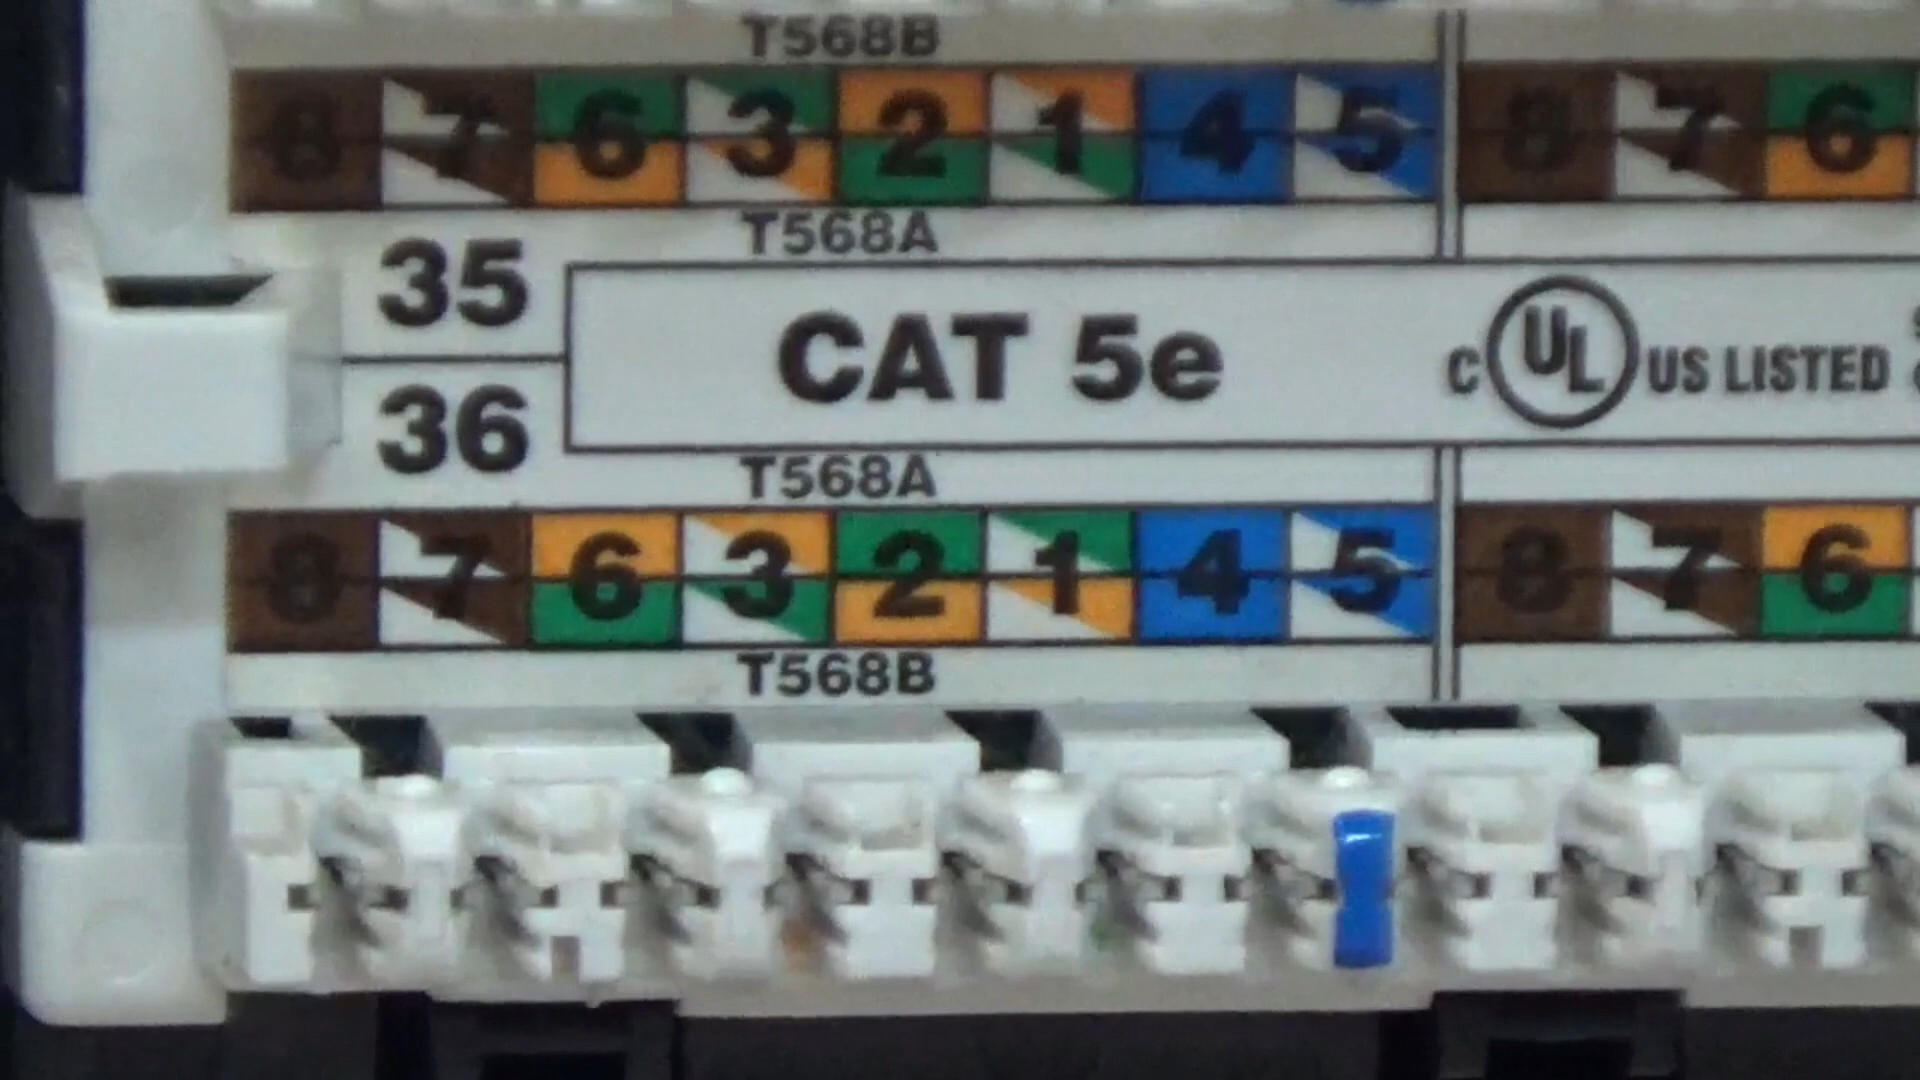 T568B
8 7 6 3 2 1 4 5 8 7 6
T568A
35
CAT 5e
C UL US LISTED
36
T568A
8 7 6 3 2 1 4 5 8 7 6
T568B